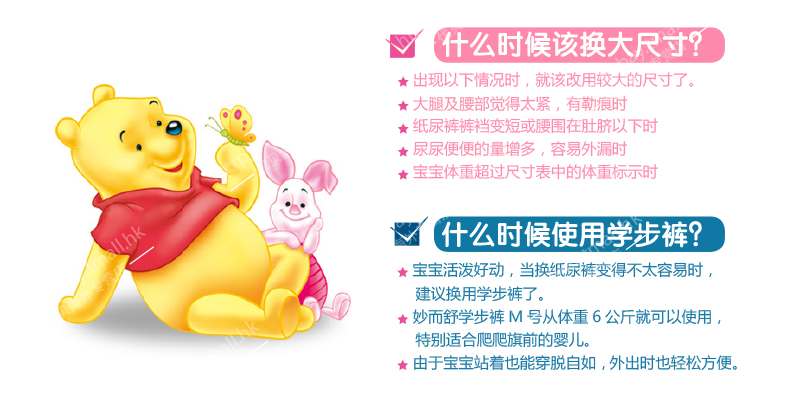 什么时候该换大尺寸?
出现以下情况时，就该改用较大的尺寸了。
大腿及腰部觉得太紧，有勒痕时
纸尿裤裤裆变短或腰围在肚脐以下时
尿尿便便的量增多，容易外漏时
宝宝体重超过尺寸表中的体重标示时
什么时候使用学步裤?
宝宝活泼好动，当换纸尿裤变得不太容易时，
建议换用学步裤了。
妙而舒学步裤 M 号从体重 6 公斤就可以使用，
特别适合爬爬旗前的婴儿。
由于宝宝站着也能穿脱自如，外出时也轻松方便。